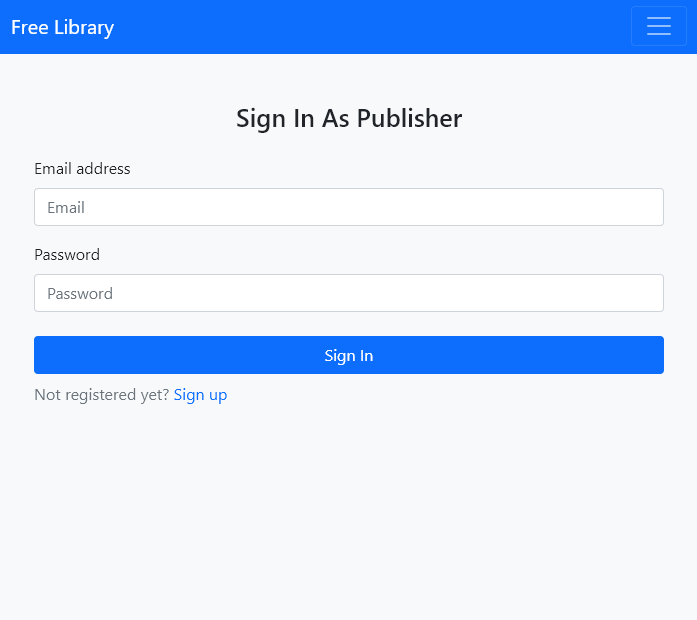 Free Library
Sign In As Publisher
Email address
Email
Password
Password
Sign In
Not registered yet? Sign up